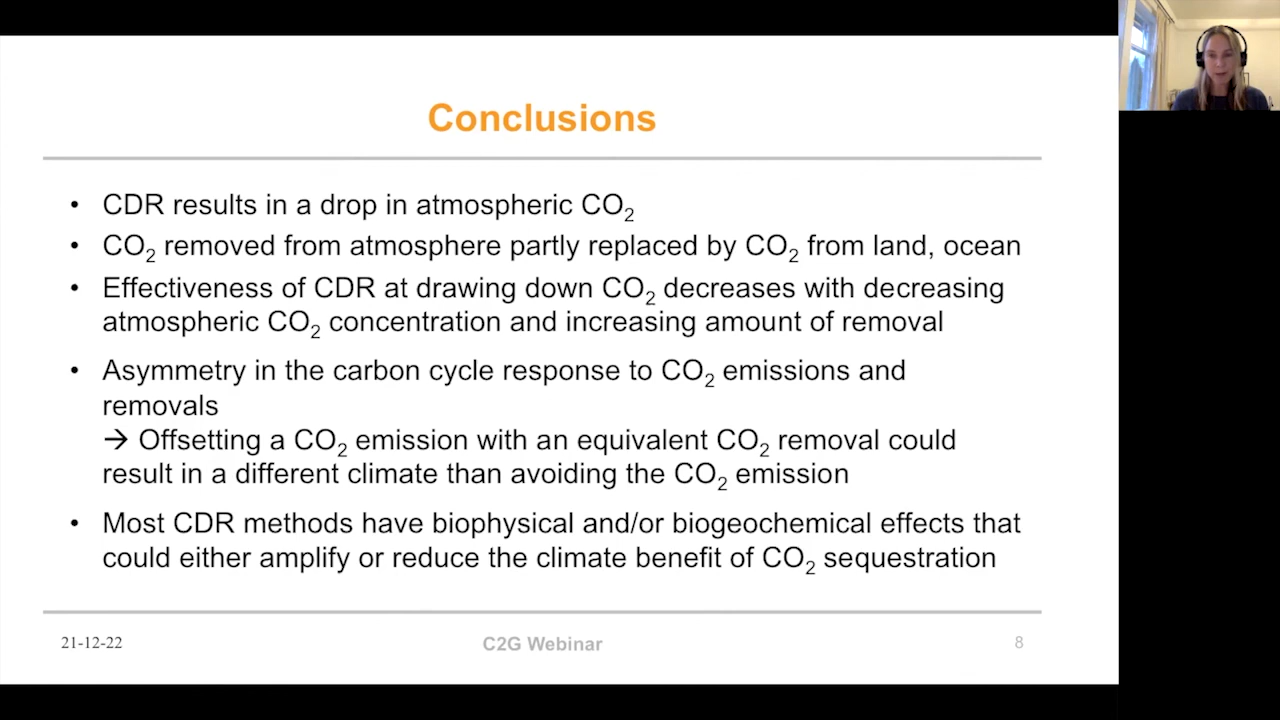 Conclusions
• CDR results in a drop in atmospheric CO₂
• CO₂ removed from atmosphere partly replaced by CO₂ from land, ocean
• Effectiveness of CDR at drawing down CO₂ decreases with decreasing
atmospheric CO₂ concentration and increasing amount of removal
• Asymmetry in the carbon cycle response to CO₂ emissions and
removals
→ Offsetting a CO₂ emission with an equivalent CO₂ removal could
result in a different climate than avoiding the CO₂ emission
• Most CDR methods have biophysical and/or biogeochemical effects that
could either amplify or reduce the climate benefit of CO₂ sequestration
21-12-22
C2G Webinar
8